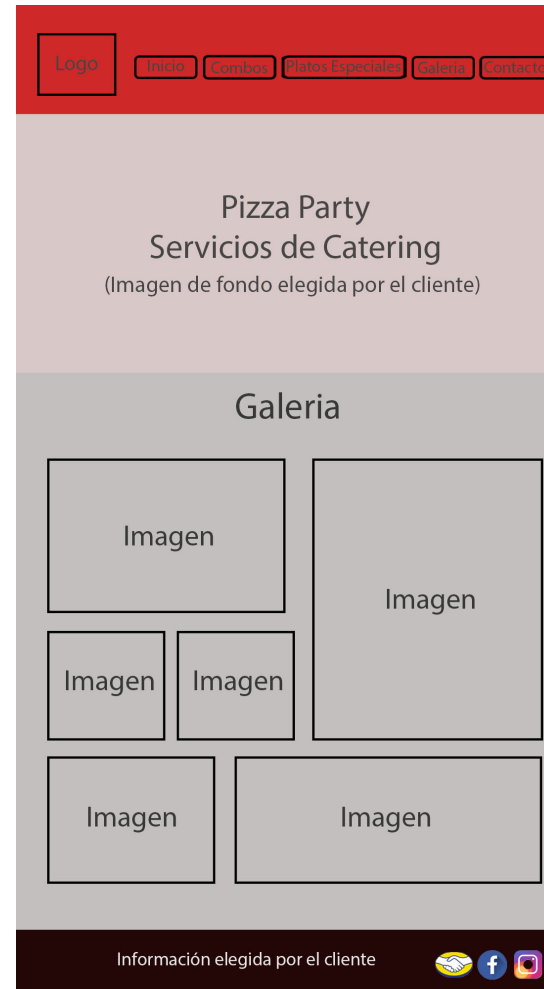 Logo
Inicio
Combos
Platos Especiales
Galeria
Contacto
Pizza Party
Servicios de Catering
(Imagen de fondo elegida por el cliente)
Galeria
Imagen
Imagen
Imagen
Imagen
Imagen
Imagen
Información elegida por el cliente